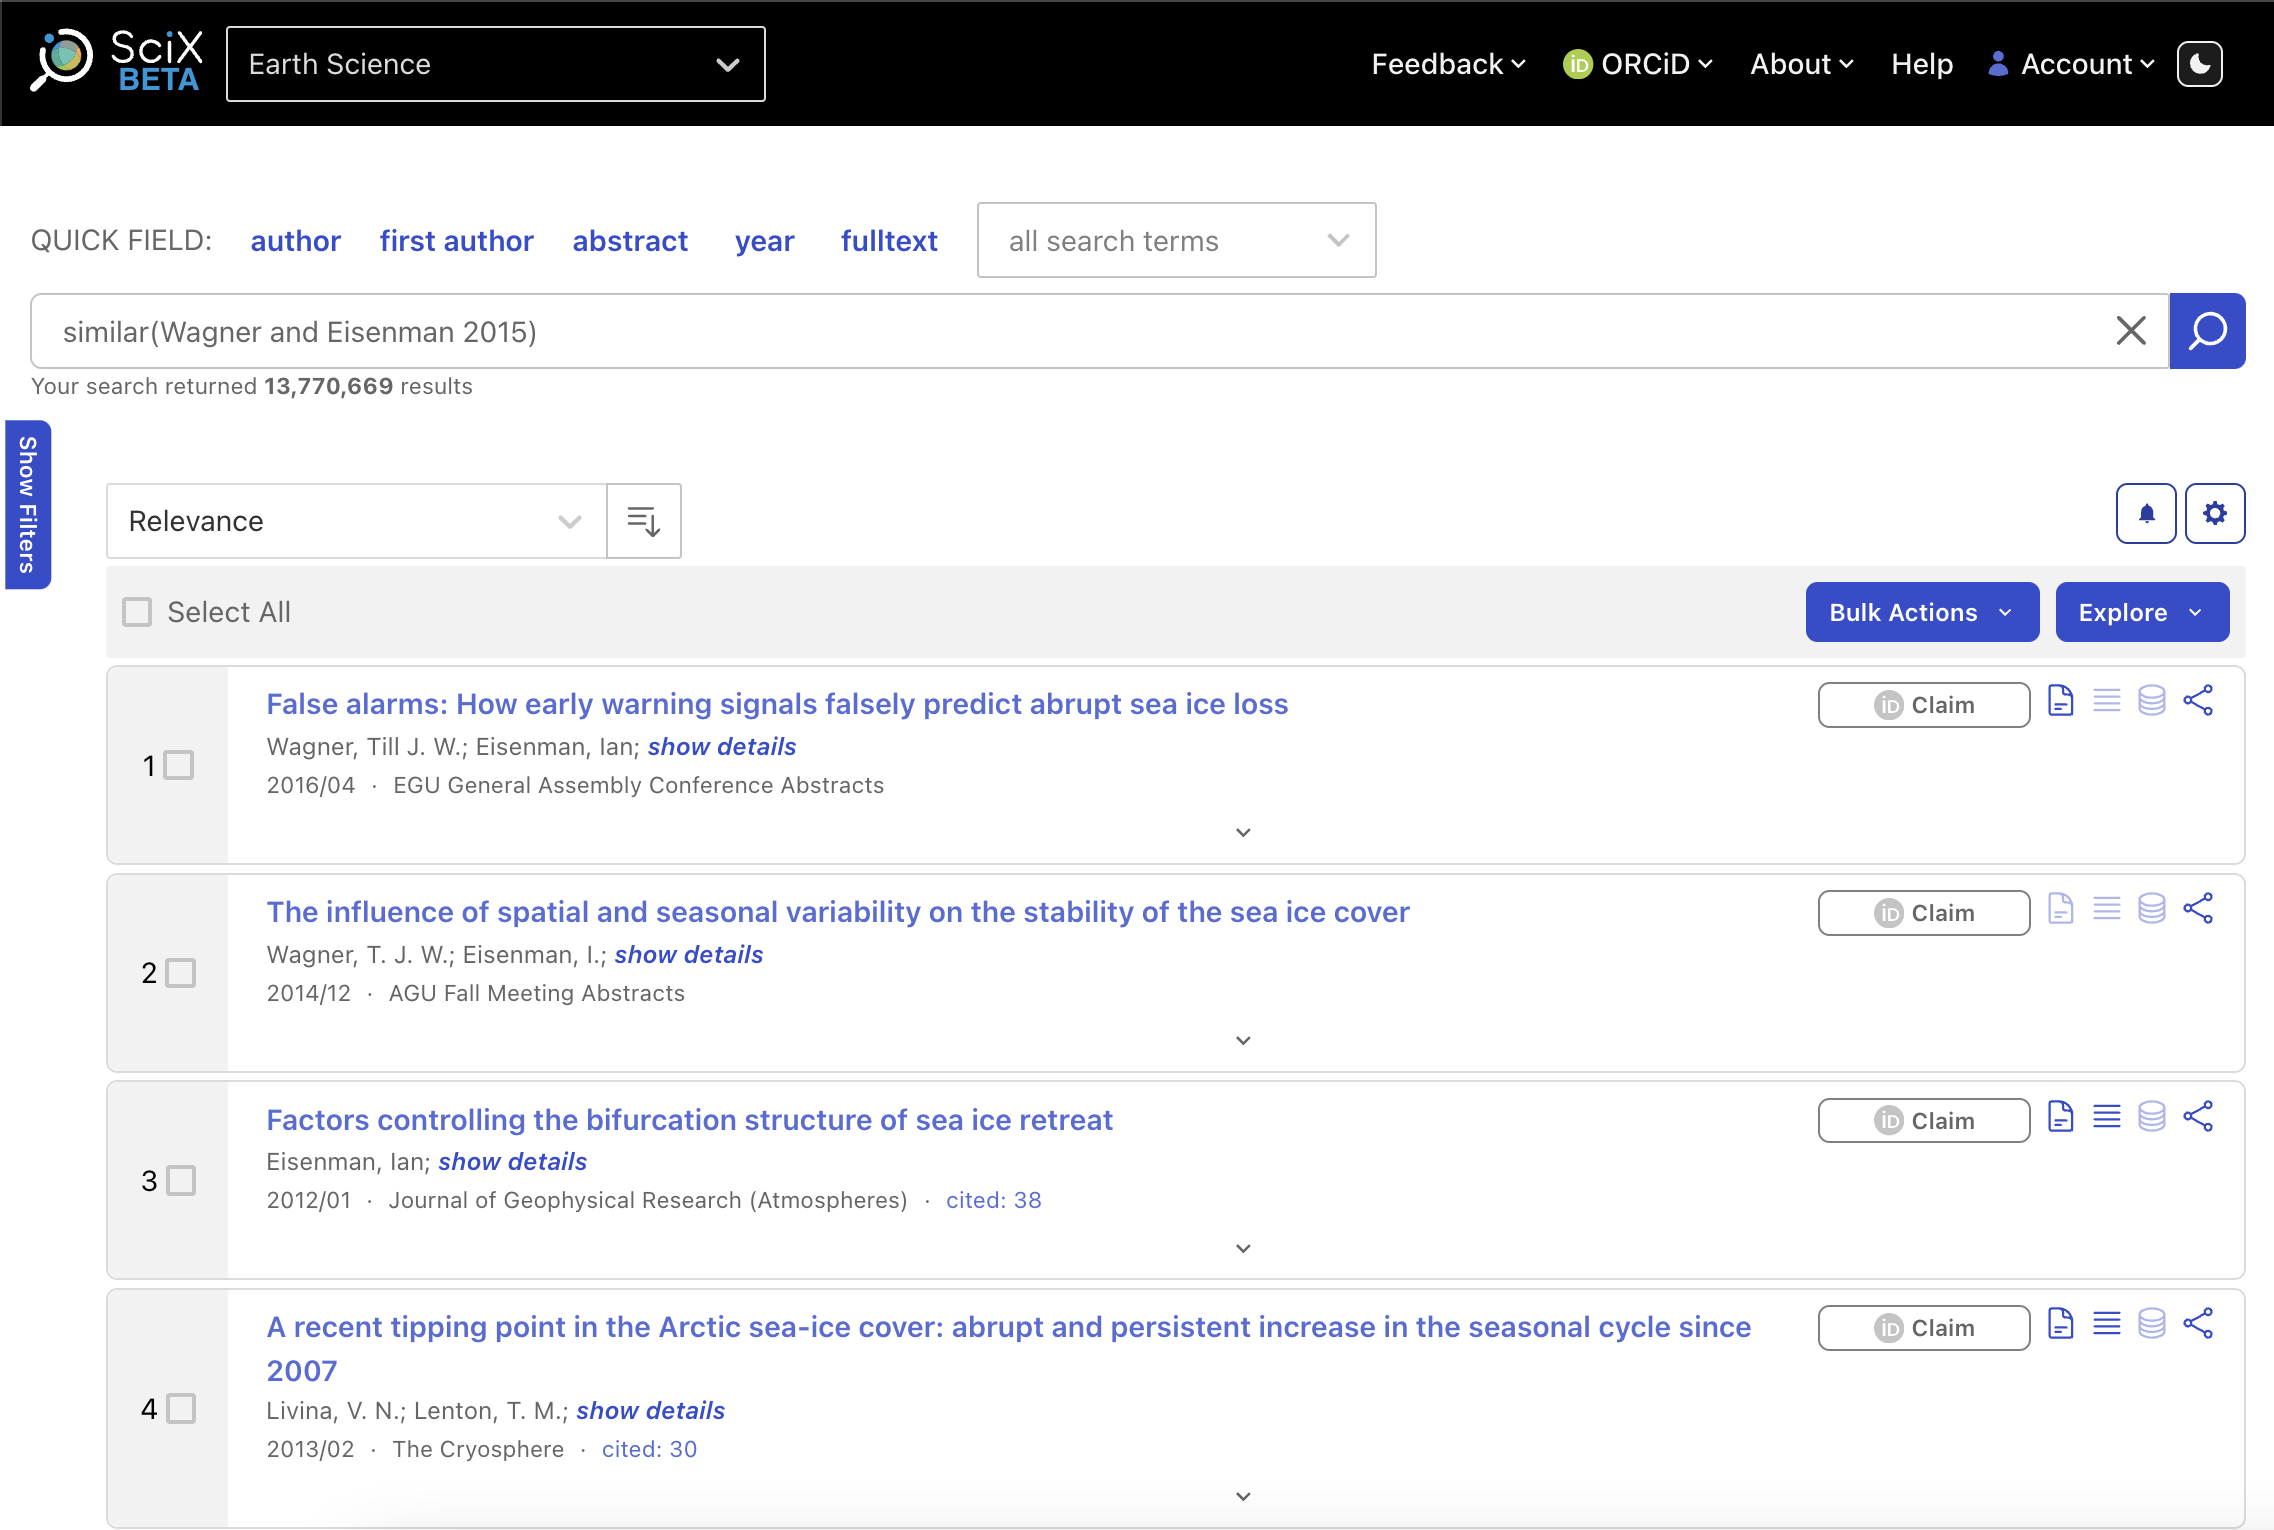 SciX
BETA
Earth Science
Feedback
iD ORCiD
About
Help
Account
QUICK FIELD: author first author abstract year fulltext all search terms
similar(Wagner and Eisenman 2015)
Your search returned 13,770,669 results
Show Filters
Relevance
Select All
Bulk Actions
Explore
1
False alarms: How early warning signals falsely predict abrupt sea ice loss
Wagner, Till J. W.; Eisenman, Ian; show details
2016/04 · EGU General Assembly Conference Abstracts
iD Claim
2
The influence of spatial and seasonal variability on the stability of the sea ice cover
Wagner, T. J. W.; Eisenman, I.; show details
2014/12 · AGU Fall Meeting Abstracts
iD Claim
3
Factors controlling the bifurcation structure of sea ice retreat
Eisenman, Ian; show details
2012/01 · Journal of Geophysical Research (Atmospheres) · cited: 38
iD Claim
4
A recent tipping point in the Arctic sea-ice cover: abrupt and persistent increase in the seasonal cycle since
2007
Livina, V. N.; Lenton, T. M.; show details
2013/02 · The Cryosphere · cited: 30
iD Claim